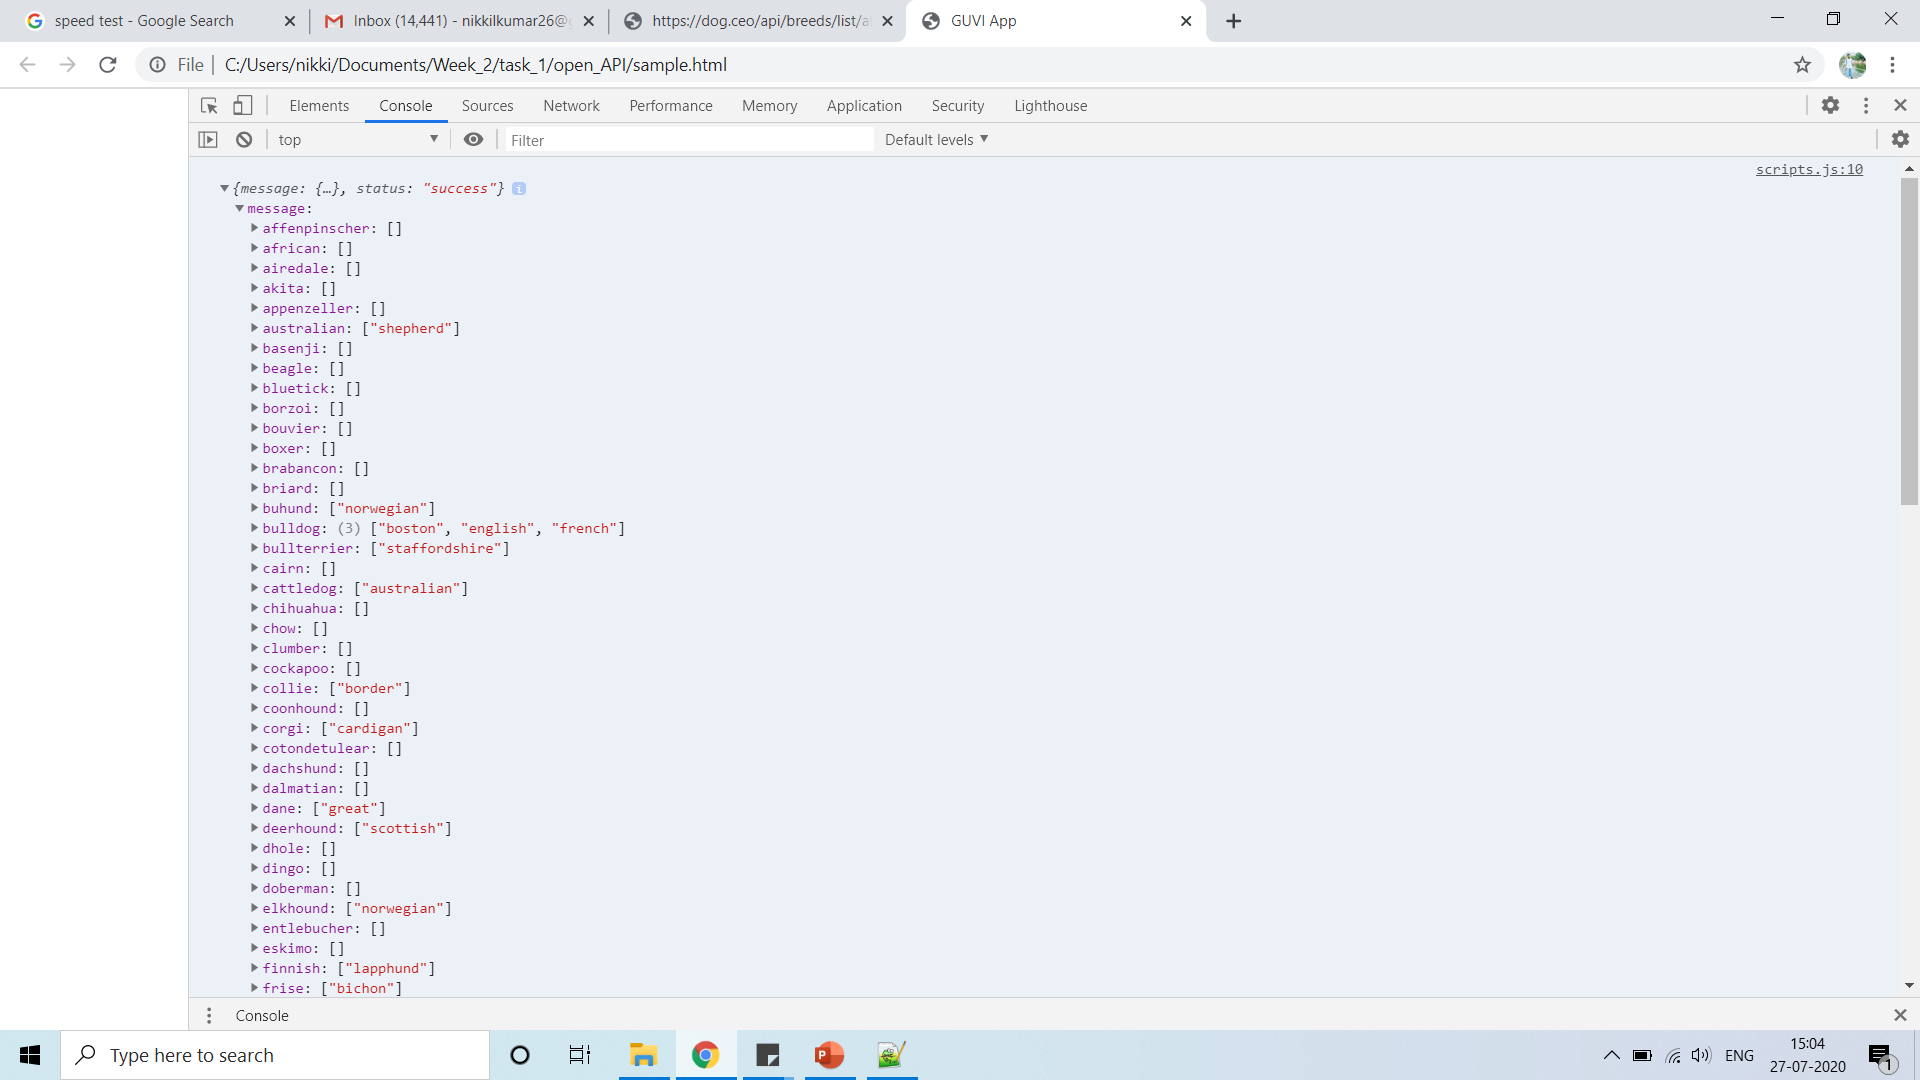 speed test - Google Search
Inbox (14,441) - nikkilkumar26@g
https://dog.ceo/api/breeds/list/a
GUVI App
File | C:/Users/nikki/Documents/Week_2/task_1/open_API/sample.html
Elements Console Sources Network Performance Memory Application Security Lighthouse
top Filter Default levels
scripts.js:10
{message: {…}, status: "success"} i
message:
affenpinscher: []
african: []
airedale: []
akita: []
appenzeller: []
australian: ["shepherd"]
basenji: []
beagle: []
bluetick: []
borzoi: []
bouvier: []
boxer: []
brabancon: []
briard: []
buhund: ["norwegian"]
bulldog: (3) ["boston", "english", "french"]
bullterrier: ["staffordshire"]
cairn: []
cattledog: ["australian"]
chihuahua: []
chow: []
clumber: []
cockapoo: []
collie: ["border"]
coonhound: []
corgi: ["cardigan"]
cotondetulear: []
dachshund: []
dalmatian: []
dane: ["great"]
deerhound: ["scottish"]
dhole: []
dingo: []
doberman: []
elkhound: ["norwegian"]
entlebucher: []
eskimo: []
finnish: ["lapphund"]
frise: ["bichon"]
Console
Type here to search
ENG
15:04
27-07-2020
1